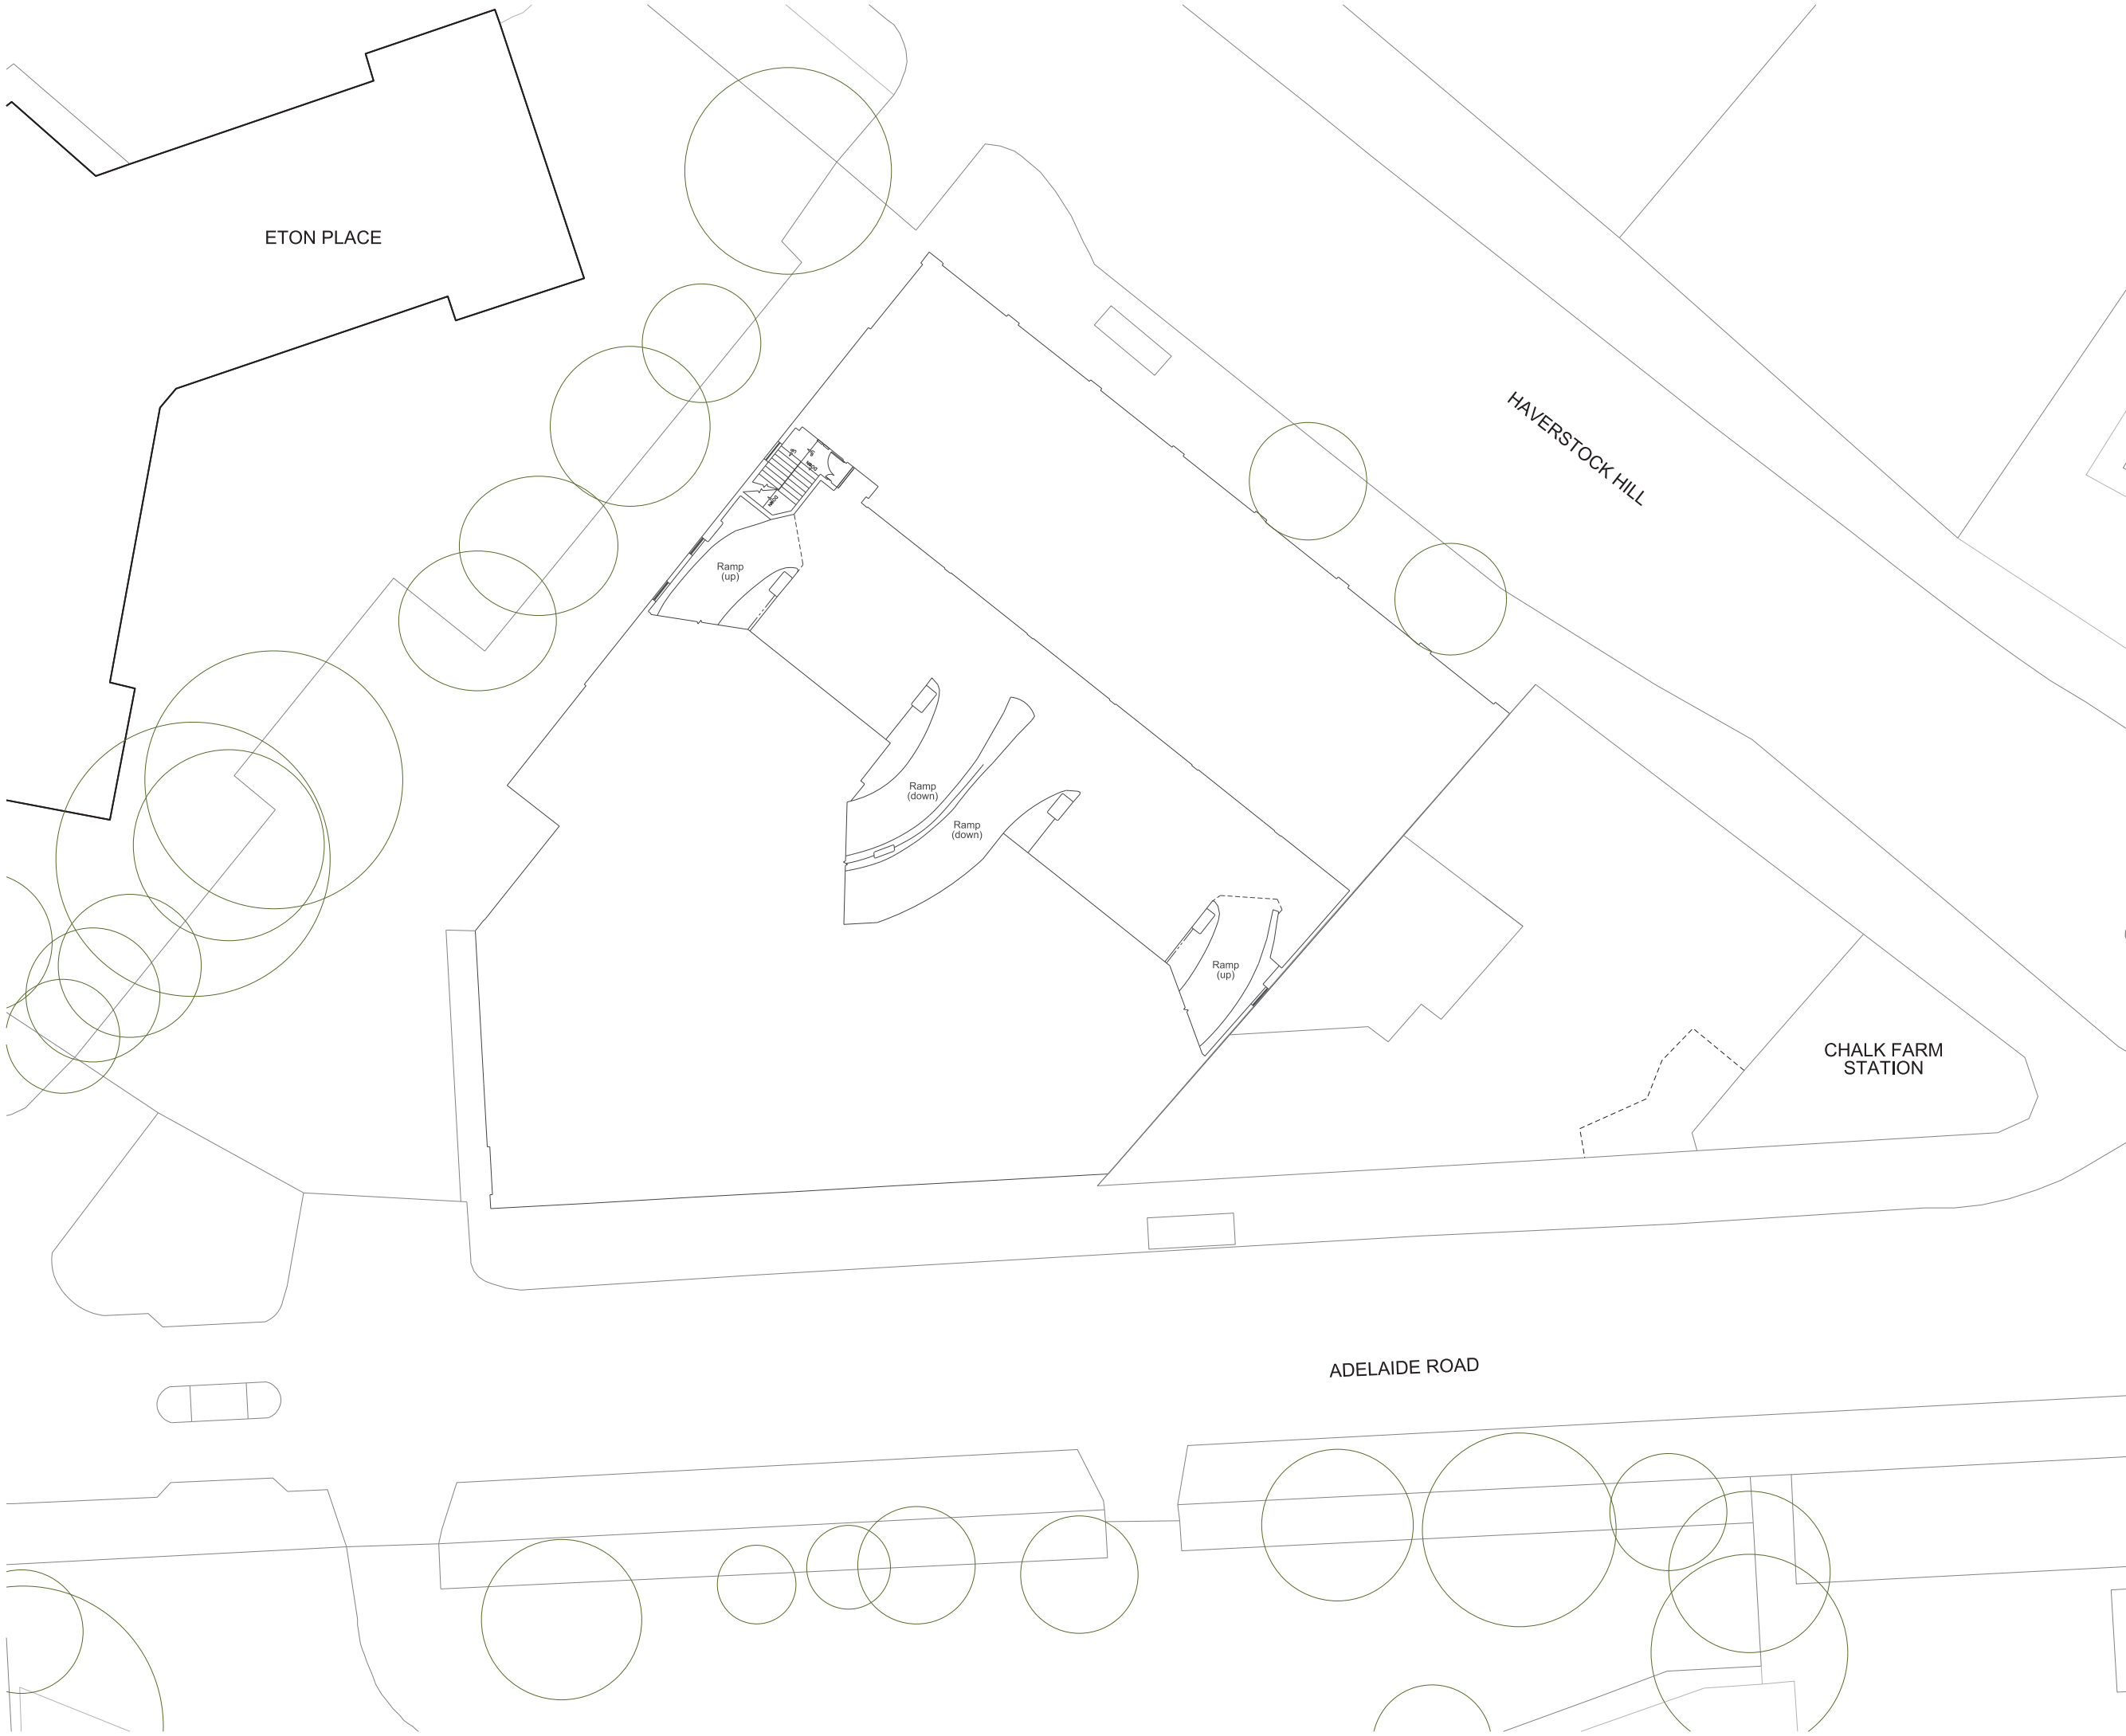 ETON PLACE
HAVERSTOCK HILL
Ramp
(up)
Ramp
(down)
Ramp
(down)
Ramp
(up)
CHALK FARM
STATION
ADELAIDE ROAD